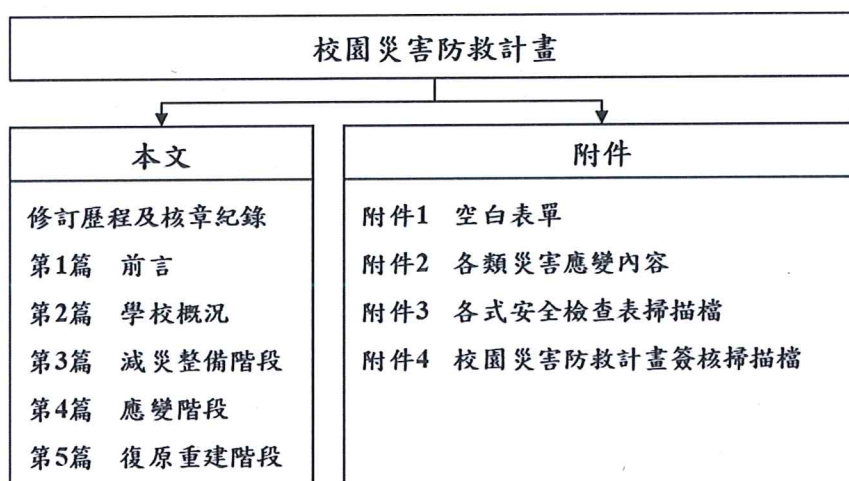 校園災害防救計畫
本文
修訂歷程及核章紀錄
第1篇 前言
第2篇 學校概況
第3篇 減災整備階段
第4篇 應變階段
第5篇 復原重建階段
附件
附件1 空白表單
附件2 各類災害應變內容
附件3 各式安全檢查表掃描檔
附件4 校園災害防救計畫簽核掃描檔